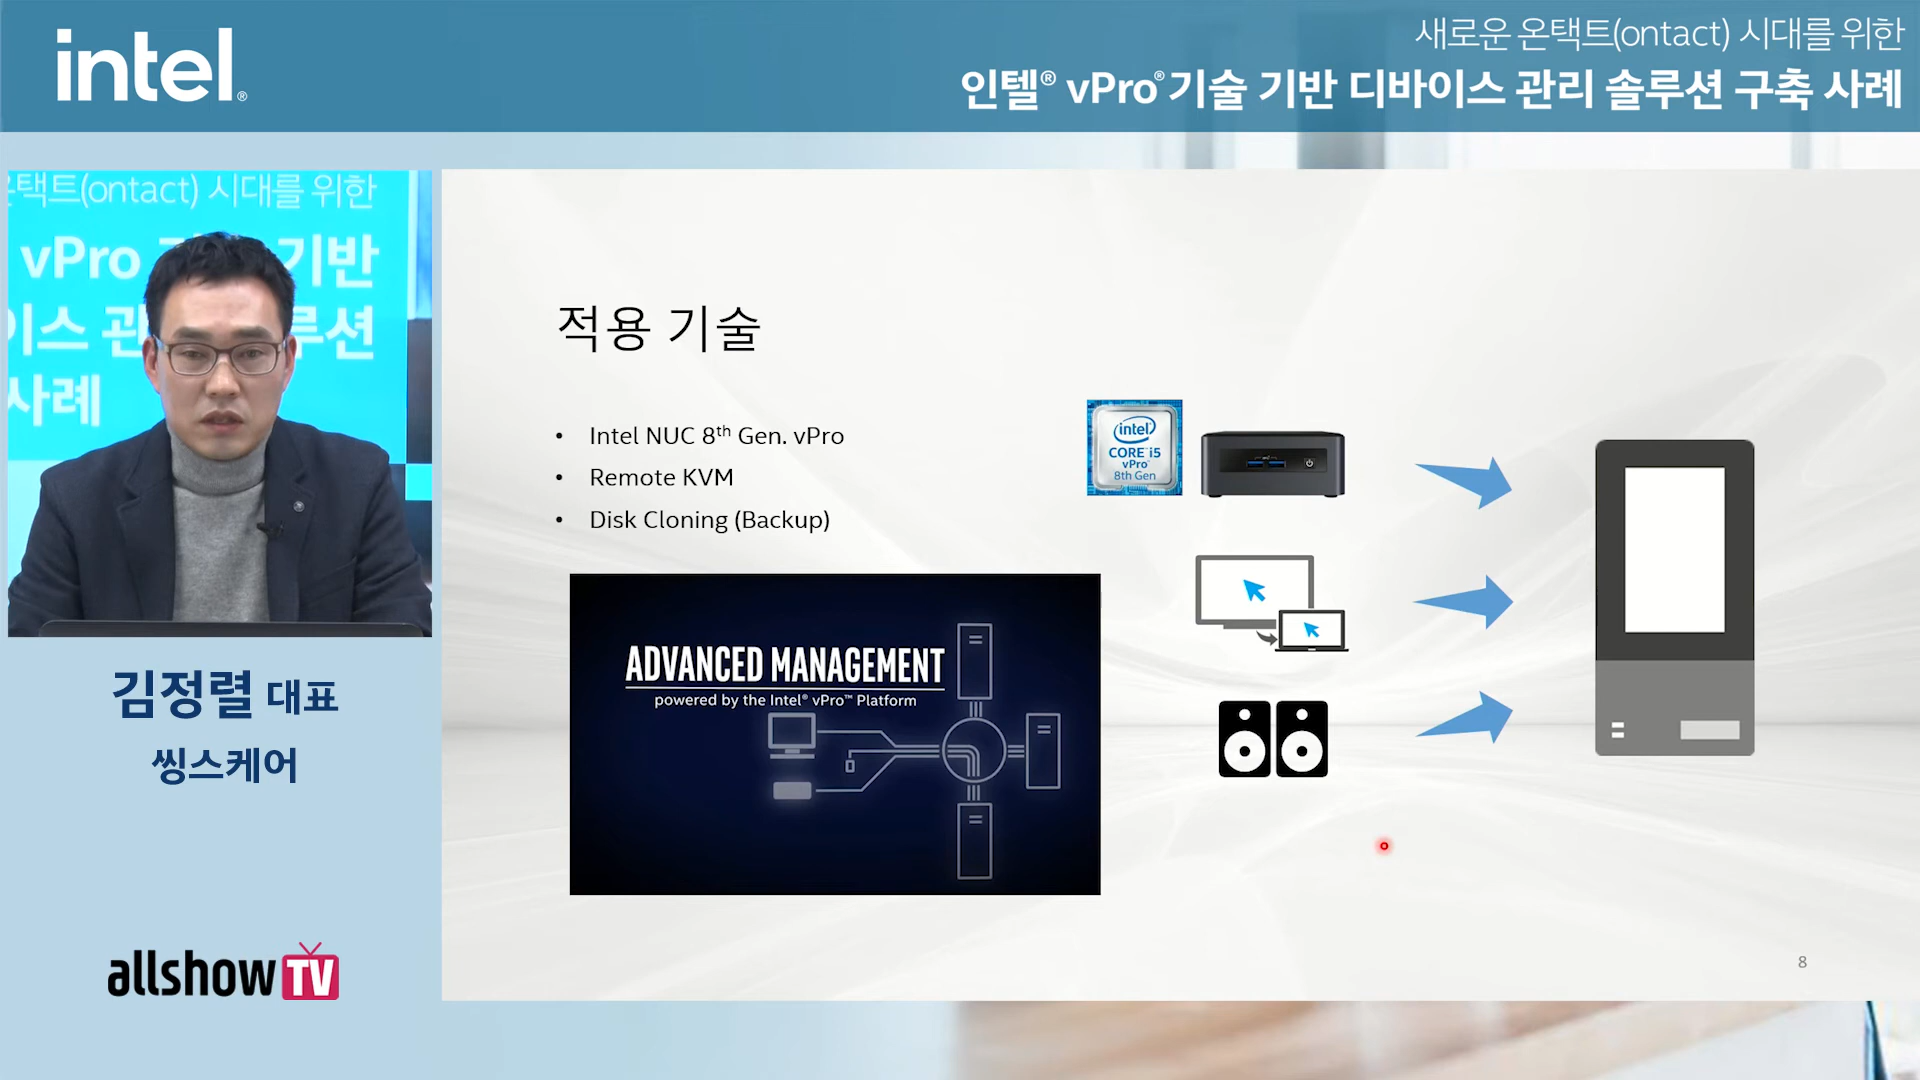 intel®
새로운 온택트(ontact) 시대를 위한
인텔® vPro® 기술 기반 디바이스 관리 솔루션 구축 사례
온택트(ontact) 시대를 위한
vPro 기반
이스 관 루션
사례
김정렬 대표
씽스케어
allshow TV
적용 기술
• Intel NUC 8th Gen. vPro
• Remote KVM
• Disk Cloning (Backup)
ADVANCED MANAGEMENT
powered by the Intel® vPro™ Platform
intel
CORE™ i5
vPro™
8th Gen
8